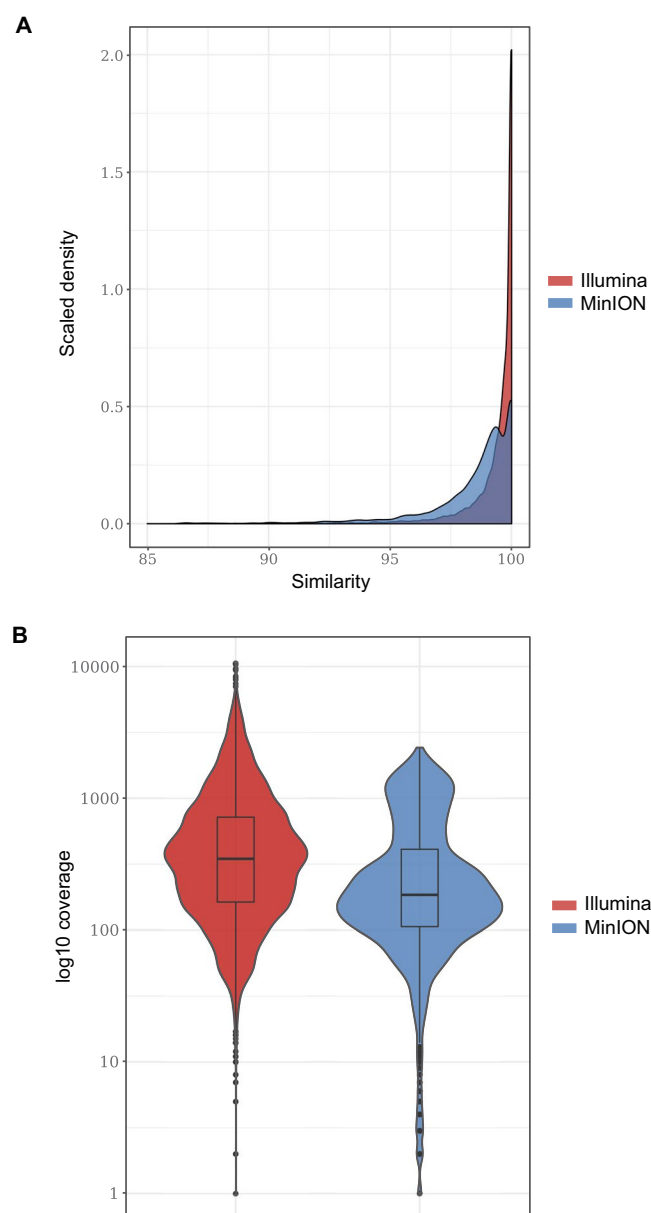 A
Scaled density
2.0
1.5
1.0
0.5
0.0
85 90 95 100
Similarity
Illumina
MinION
B
log10 coverage
10000
1000
100
10
1
Illumina
MinION